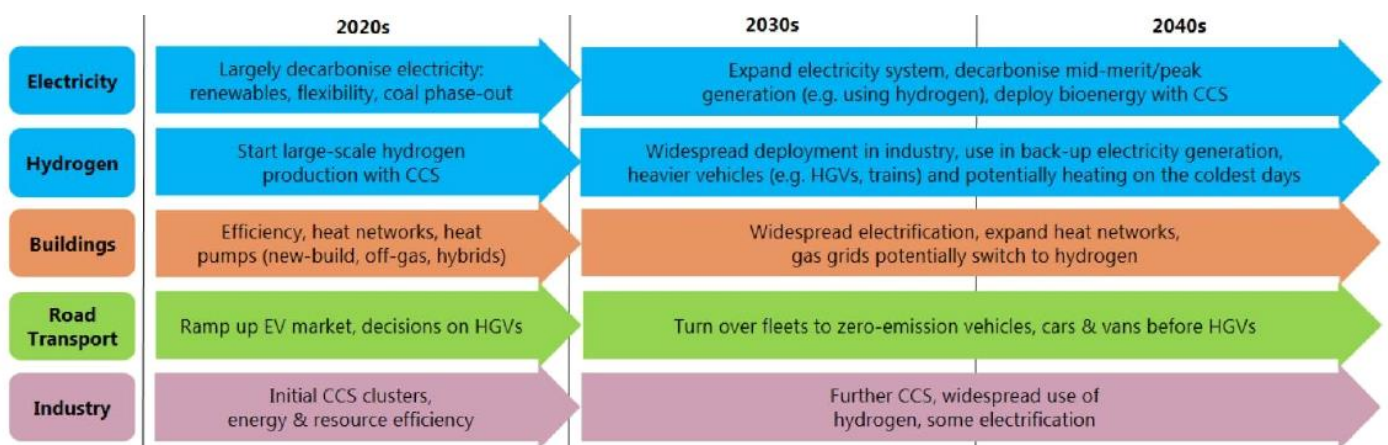 2020s
2030s
2040s
Electricity
Largely decarbonise electricity:
renewables, flexibility, coal phase-out
Expand electricity system, decarbonise mid-merit/peak
generation (e.g. using hydrogen), deploy bioenergy with CCS
Hydrogen
Start large-scale hydrogen
production with CCS
Widespread deployment in industry, use in back-up electricity generation,
heavier vehicles (e.g. HGVs, trains) and potentially heating on the coldest days
Buildings
Efficiency, heat networks, heat
pumps (new-build, off-gas, hybrids)
Widespread electrification, expand heat networks,
gas grids potentially switch to hydrogen
Road
Transport
Ramp up EV market, decisions on HGVs
Turn over fleets to zero-emission vehicles, cars & vans before HGVs
Industry
Initial CCS clusters,
energy & resource efficiency
Further CCS, widespread use of
hydrogen, some electrification